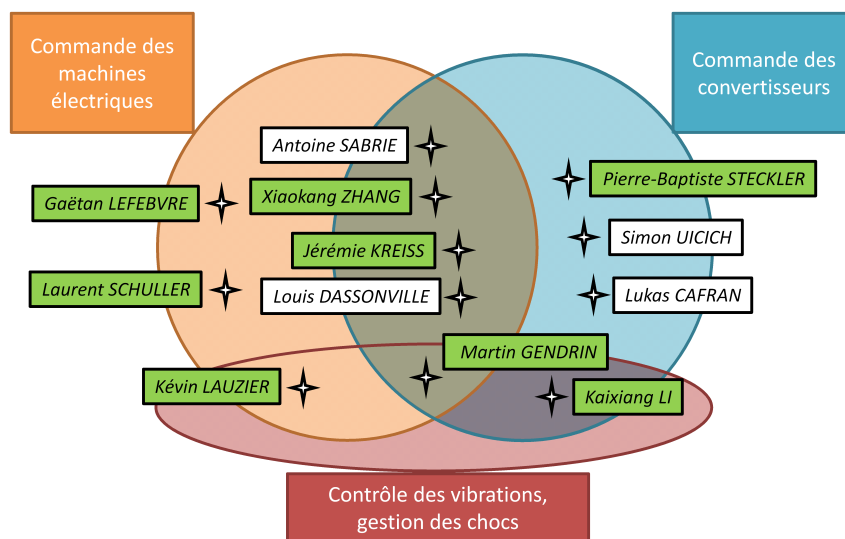 Commande des
machines
électriques
Commande des
convertisseurs
Antoine SABRIE
Pierre-Baptiste STECKLER
Xiaokang ZHANG
Gaëtan LEFEBVRE
Simon UICICH
Jérémie KREISS
Laurent SCHULLER
Louis DASSONVILLE
Lukas CAFRAN
Martin GENDRIN
Kévin LAUZIER
Kaixiang LI
Contrôle des vibrations,
gestion des chocs